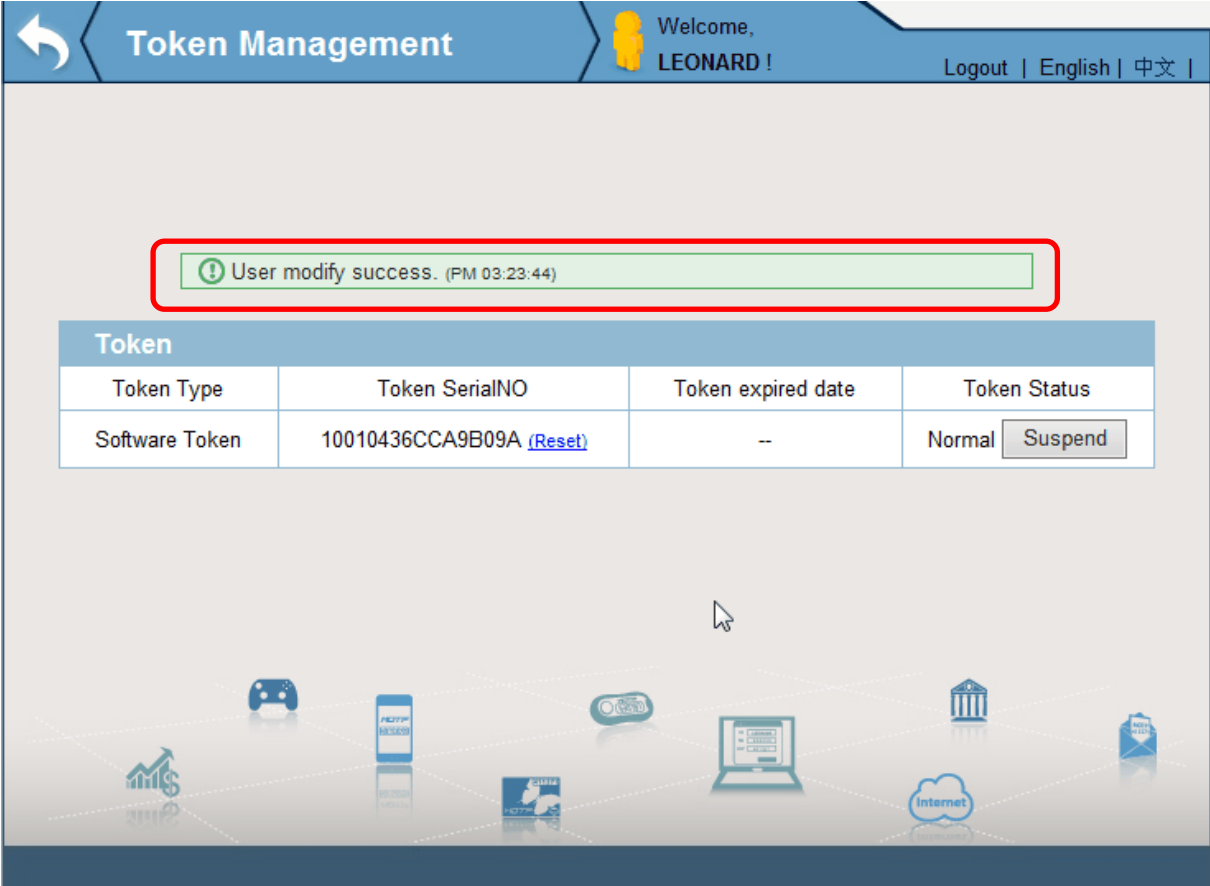 Token Management
Welcome,
LEONARD !
Logout | English | 中文 |
User modify success. (PM 03:23:44)
Token
Token Type Token SerialNO Token expired date Token Status
Software Token 10010436CCA9B09A (Reset) -- Normal Suspend
HOTP
Internet